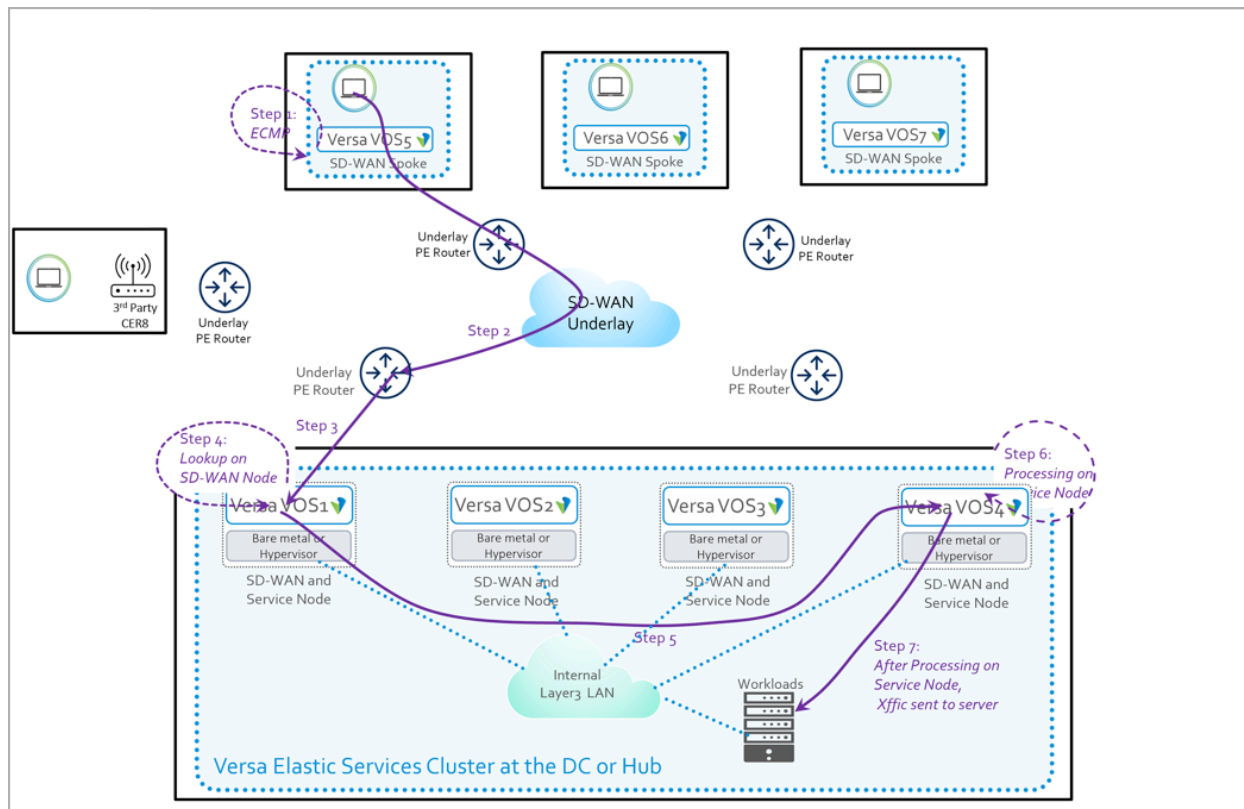 Step 1:
ECMP
Versa VOS5
SD-WAN Spoke
Versa VOS6
SD-WAN Spoke
Versa VOS7
SD-WAN Spoke
Underlay
PE Router
Underlay
PE Router
3rd Party
CER8
Underlay
PE Router
SD-WAN
Underlay
Step 2
Underlay
PE Router
Underlay
PE Router
Step 3
Step 4:
Lookup on
SD-WAN Node
Step 6:
Processing on
Service Node
Versa VOS1
Bare metal or
Hypervisor
SD-WAN and
Service Node
Versa VOS2
Bare metal or
Hypervisor
SD-WAN and
Service Node
Versa VOS3
Bare metal or
Hypervisor
SD-WAN and
Service Node
Versa VOS4
Bare metal or
Hypervisor
SD-WAN and
Service Node
Step 5
Internal
Layer3 LAN
Workloads
Step 7:
After Processing on
Service Node,
Xffic sent to server
Versa Elastic Services Cluster at the DC or Hub